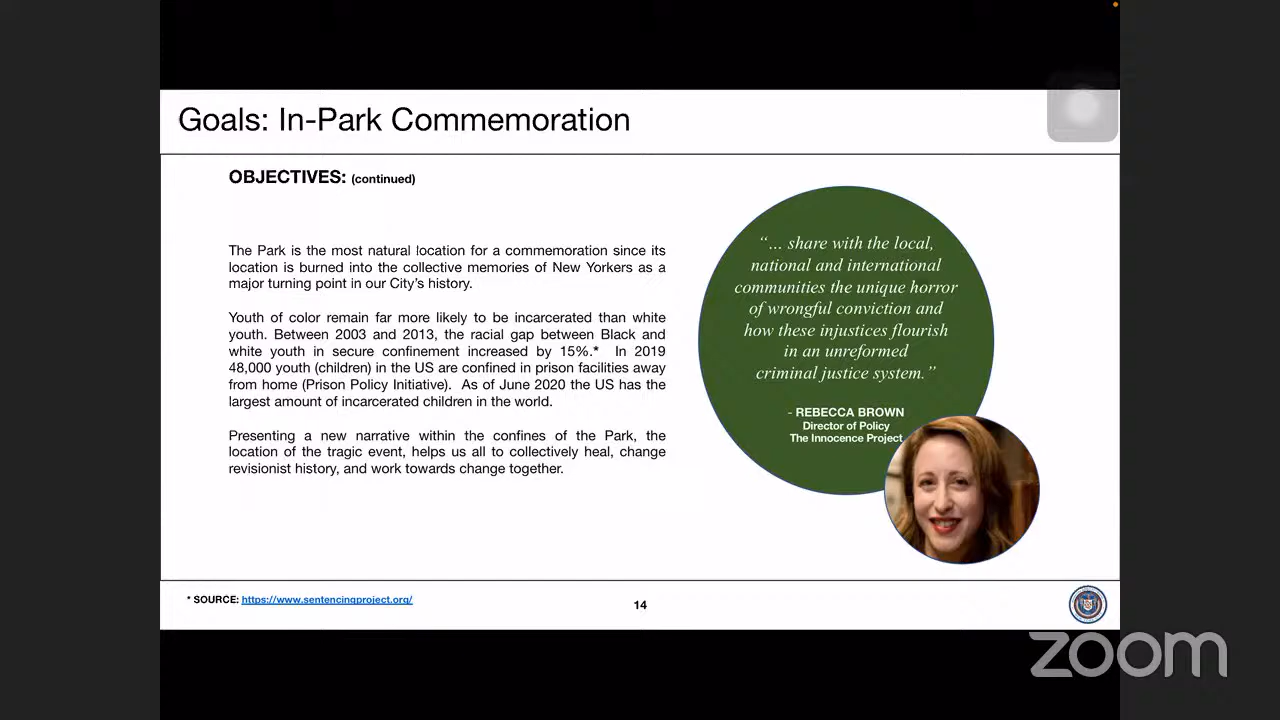 Goals: In-Park Commemoration
OBJECTIVES: (continued)
The Park is the most natural location for a commemoration since its
location is burned into the collective memories of New Yorkers as a
major turning point in our City's history.
Youth of color remain far more likely to be incarcerated than white
youth. Between 2003 and 2013, the racial gap between Black and
white youth in secure confinement increased by 15%.* In 2019
48,000 youth (children) in the US are confined in prison facilities away
from home (Prison Policy Initiative). As of June 2020 the US has the
largest amount of incarcerated children in the world.
Presenting a new narrative within the confines of the Park, the
location of the tragic event, helps us all to collectively heal, change
revisionist history, and work towards change together.
“... share with the local,
national and international
communities the unique horror
of wrongful conviction and
how these injustices flourish
in an unreformed
criminal justice system.”
- REBECCA BROWN
Director of Policy
The Innocence Project
* SOURCE: https://www.sentencingproject.org/
14
zoom